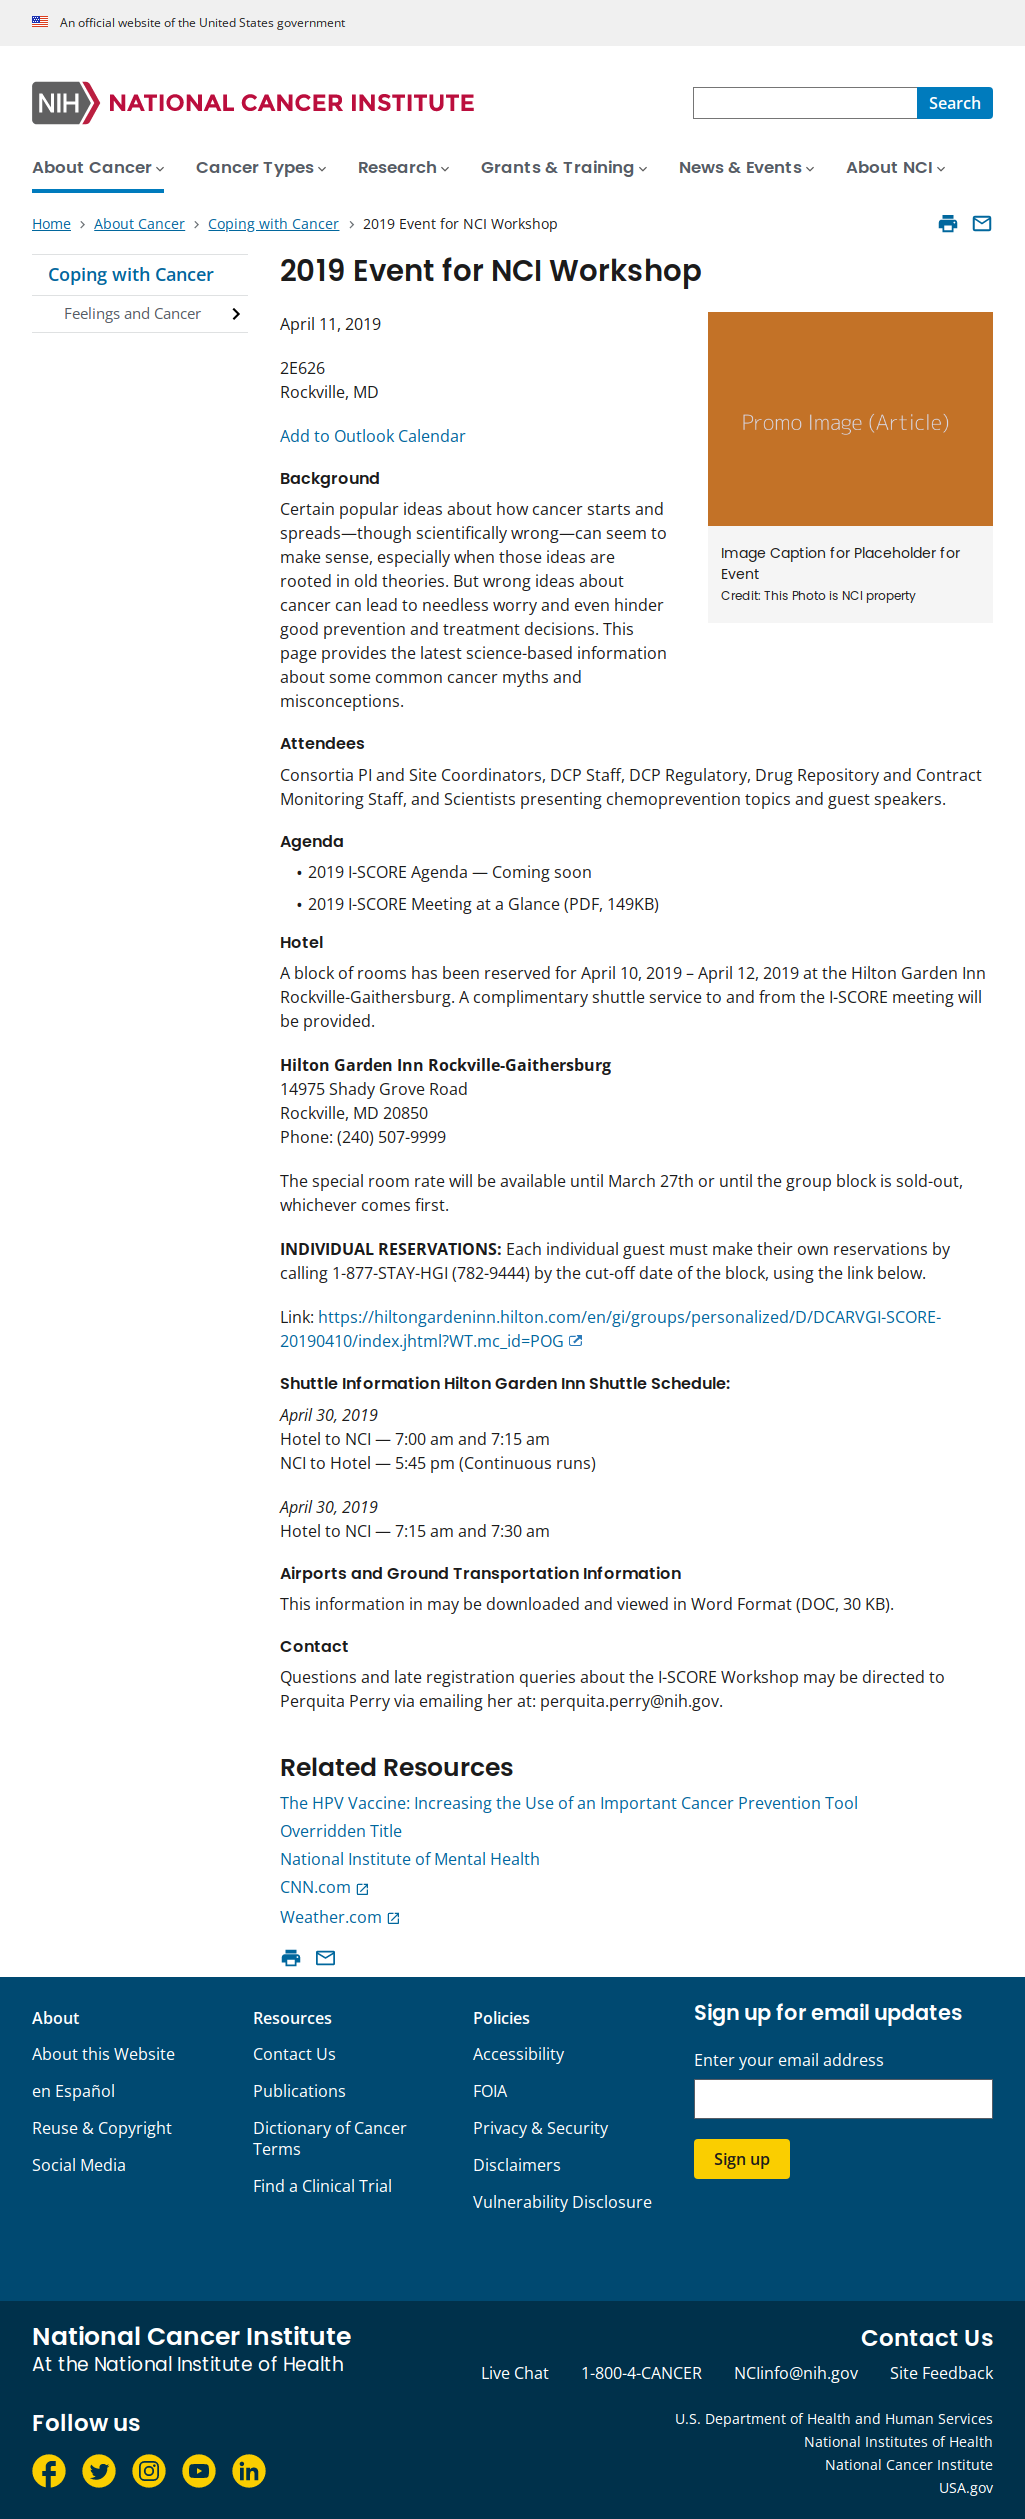 An official website of the United States government
NIH NATIONAL CANCER INSTITUTE
Search
About Cancer
Cancer Types
Research
Grants & Training
News & Events
About NCI
Home > About Cancer > Coping with Cancer > 2019 Event for NCI Workshop
Coping with Cancer
Feelings and Cancer
2019 Event for NCI Workshop
April 11, 2019
2E626
Rockville, MD
Add to Outlook Calendar
Promo Image (Article)
Image Caption for Placeholder for
Event
Credit: This Photo is NCI property
Background
Certain popular ideas about how cancer starts and
spreads—though scientifically wrong—can seem to
make sense, especially when those ideas are
rooted in old theories. But wrong ideas about
cancer can lead to needless worry and even hinder
good prevention and treatment decisions. This
page provides the latest science-based information
about some common cancer myths and
misconceptions.
Attendees
Consortia PI and Site Coordinators, DCP Staff, DCP Regulatory, Drug Repository and Contract
Monitoring Staff, and Scientists presenting chemoprevention topics and guest speakers.
Agenda
• 2019 I-SCORE Agenda — Coming soon
• 2019 I-SCORE Meeting at a Glance (PDF, 149KB)
Hotel
A block of rooms has been reserved for April 10, 2019 – April 12, 2019 at the Hilton Garden Inn
Rockville-Gaithersburg. A complimentary shuttle service to and from the I-SCORE meeting will
be provided.
Hilton Garden Inn Rockville-Gaithersburg
14975 Shady Grove Road
Rockville, MD 20850
Phone: (240) 507-9999
The special room rate will be available until March 27th or until the group block is sold-out,
whichever comes first.
INDIVIDUAL RESERVATIONS: Each individual guest must make their own reservations by
calling 1-877-STAY-HGI (782-9444) by the cut-off date of the block, using the link below.
Link: https://hiltongardeninn.hilton.com/en/gi/groups/personalized/D/DCARVGI-SCORE-
20190410/index.jhtml?WT.mc_id=POG
Shuttle Information Hilton Garden Inn Shuttle Schedule:
April 30, 2019
Hotel to NCI — 7:00 am and 7:15 am
NCI to Hotel — 5:45 pm (Continuous runs)
April 30, 2019
Hotel to NCI — 7:15 am and 7:30 am
Airports and Ground Transportation Information
This information in may be downloaded and viewed in Word Format (DOC, 30 KB).
Contact
Questions and late registration queries about the I-SCORE Workshop may be directed to
Perquita Perry via emailing her at: perquita.perry@nih.gov.
Related Resources
The HPV Vaccine: Increasing the Use of an Important Cancer Prevention Tool
Overridden Title
National Institute of Mental Health
CNN.com
Weather.com
About
About this Website
en Español
Reuse & Copyright
Social Media
Resources
Contact Us
Publications
Dictionary of Cancer
Terms
Find a Clinical Trial
Policies
Accessibility
FOIA
Privacy & Security
Disclaimers
Vulnerability Disclosure
Sign up for email updates
Enter your email address
Sign up
National Cancer Institute
At the National Institute of Health
Follow us
Contact Us
Live Chat
1-800-4-CANCER
NCIinfo@nih.gov
Site Feedback
U.S. Department of Health and Human Services
National Institutes of Health
National Cancer Institute
USA.gov